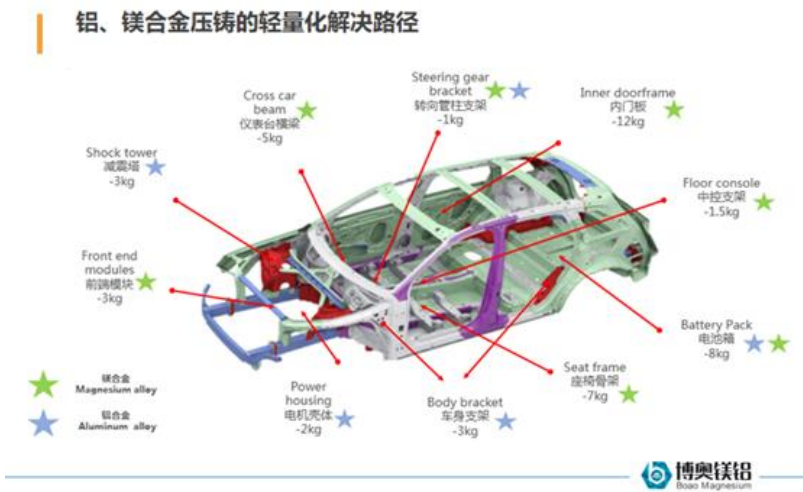 铝、镁合金压铸的轻量化解决路径
Steering gear
bracket
转向管柱支架
-1kg
Cross car
beam
仪表台横梁
-5kg
Inner doorframe
内门板
-12kg
Shock tower
减震塔
-3kg
Floor console
中控支架
-1.5kg
Front end
modules
前端模块
-3kg
Battery Pack
电池箱
-8kg
Seat frame
座椅骨架
-7kg
Power
housing
电机壳体
-2kg
Body bracket
车身支架
-3kg
镁合金
Magnesium alley
铝合金
Aluminum alley
博奥镁铝
Boao Magnesium